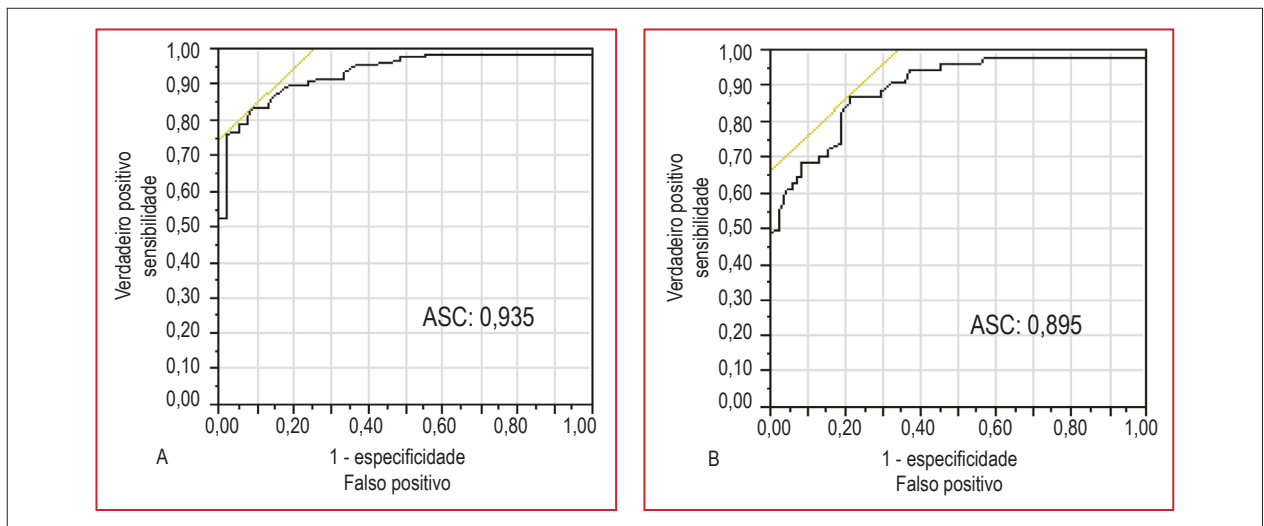 1,00
0,90
0,80
0,70
0,60
0,50
0,40
0,30
0,20
0,10
0,00
Verdadeiro positivo
sensibilidade
ASC: 0,935
0,00 0,20 0,40 0,60 0,80 1,00
A
1 - especificidade
Falso positivo
1,00
0,90
0,80
0,70
0,60
0,50
0,40
0,30
0,20
0,10
0,00
Verdadeiro positivo
sensibilidade
ASC: 0,895
0,00 0,20 0,40 0,60 0,80 1,00
B
1 - especificidade
Falso positivo